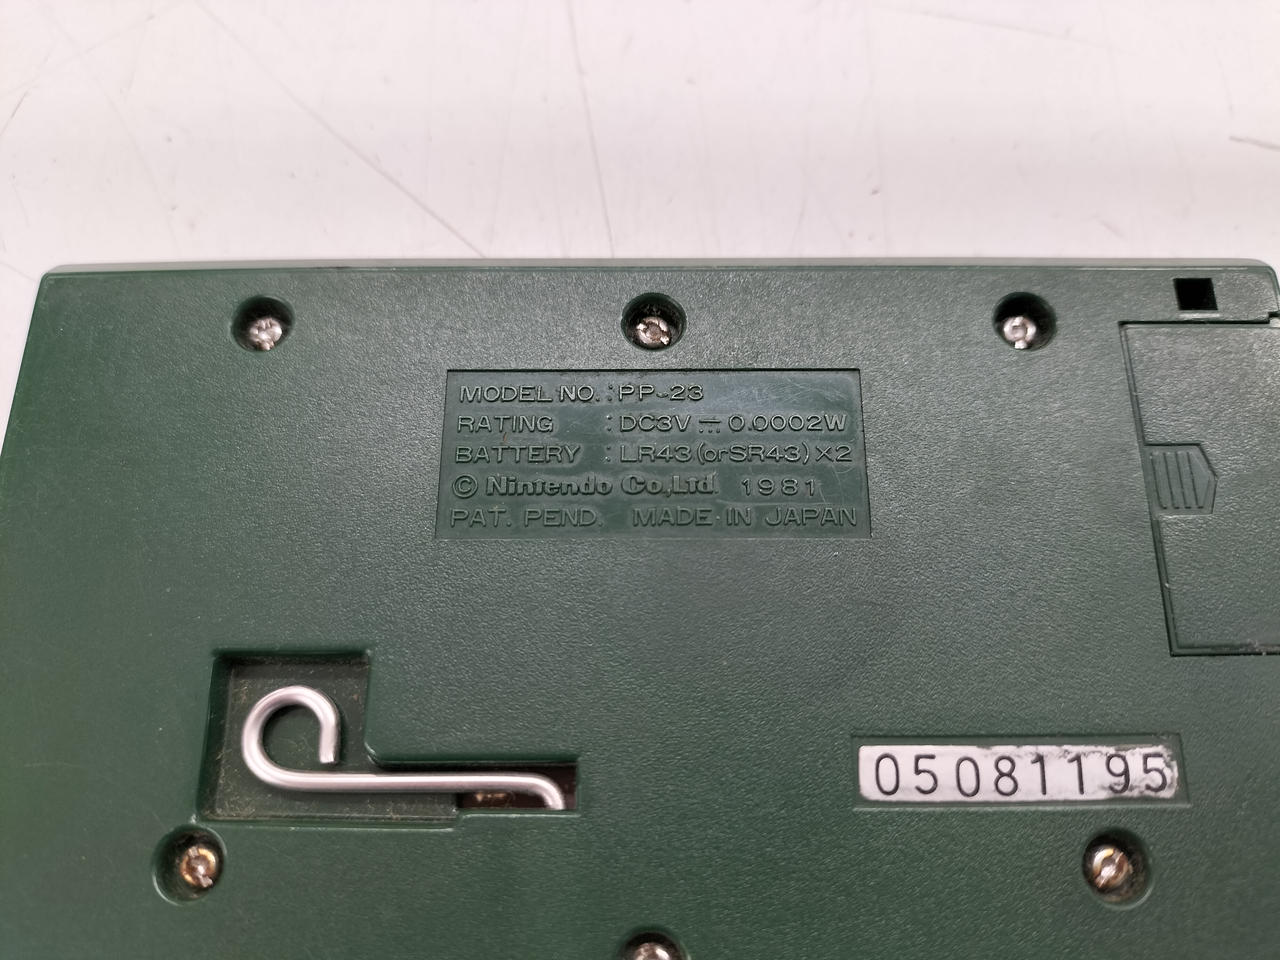 MODEL NO. : PP-23
RATING : DC3V ⎓ 0.0002W
BATTERY : LR43 (or SR43) X2
© Nintendo Co., Ltd. 1981
PAT. PEND. MADE IN JAPAN
05081195